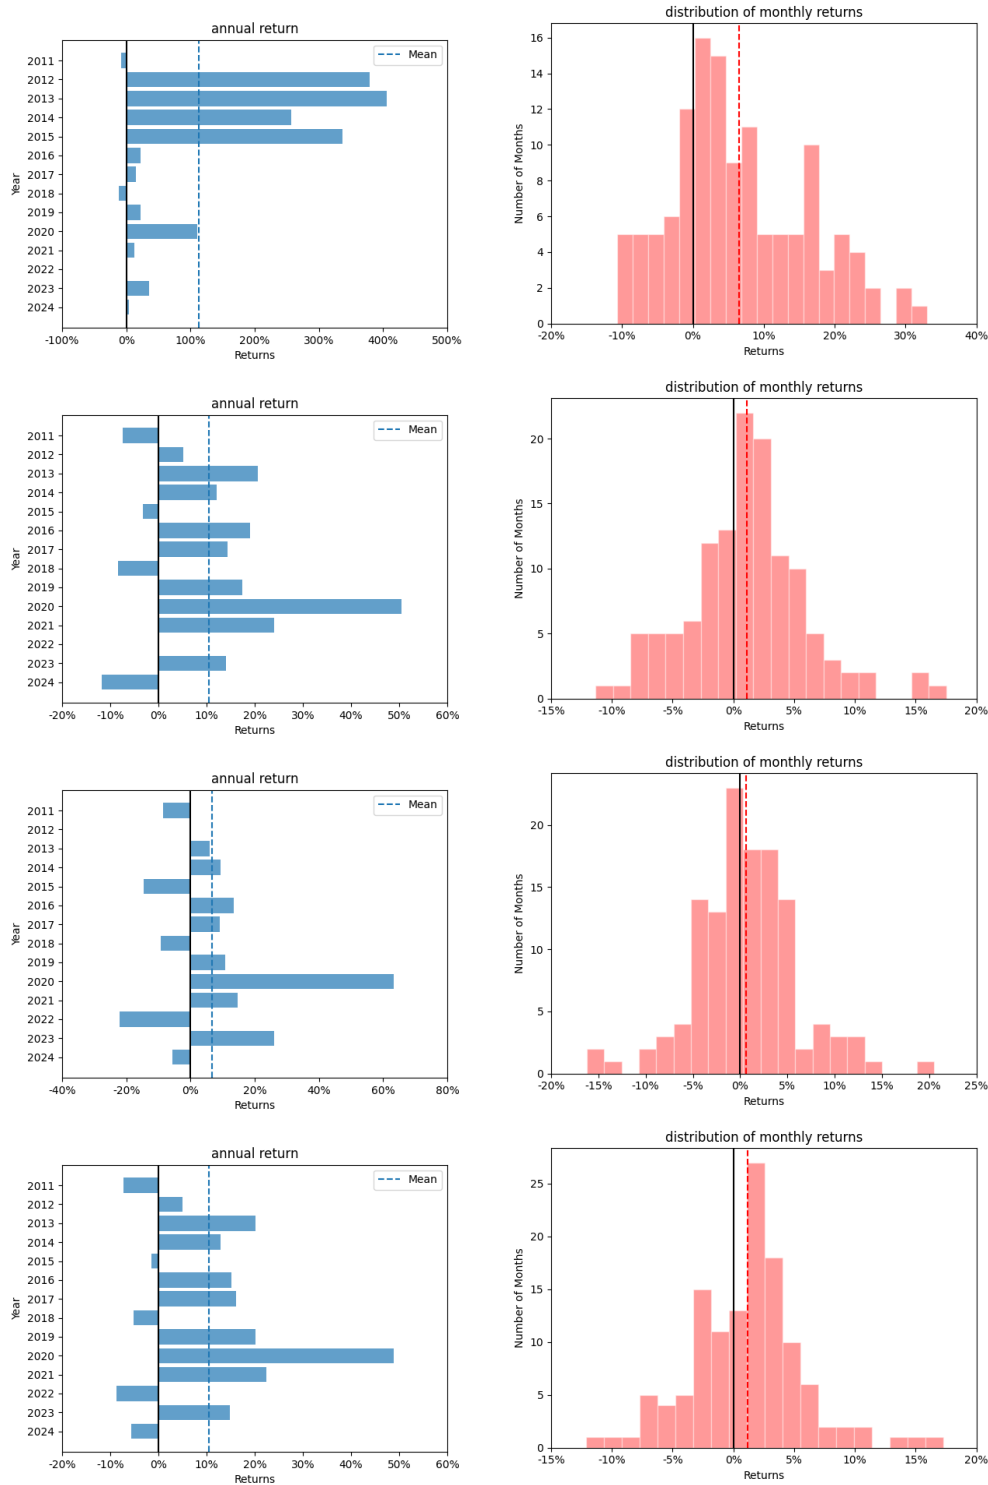 annual return
Mean
Year
2011
2012
2013
2014
2015
2016
2017
2018
2019
2020
2021
2022
2023
2024
-100% 0% 100% 200% 300% 400% 500%
Returns
distribution of monthly returns
Number of Months
16
14
12
10
8
6
4
2
0
-20% -10% 0% 10% 20% 30% 40%
Returns
annual return
Mean
Year
2011
2012
2013
2014
2015
2016
2017
2018
2019
2020
2021
2022
2023
2024
-20% -10% 0% 10% 20% 30% 40% 50% 60%
Returns
distribution of monthly returns
Number of Months
20
15
10
5
0
-15% -10% -5% 0% 5% 10% 15% 20%
Returns
annual return
Mean
Year
2011
2012
2013
2014
2015
2016
2017
2018
2019
2020
2021
2022
2023
2024
-40% -20% 0% 20% 40% 60% 80%
Returns
distribution of monthly returns
Number of Months
20
15
10
5
0
-20% -15% -10% -5% 0% 5% 10% 15% 20% 25%
Returns
annual return
Mean
Year
2011
2012
2013
2014
2015
2016
2017
2018
2019
2020
2021
2022
2023
2024
-20% -10% 0% 10% 20% 30% 40% 50% 60%
Returns
distribution of monthly returns
Number of Months
25
20
15
10
5
0
-15% -10% -5% 0% 5% 10% 15% 20%
Returns